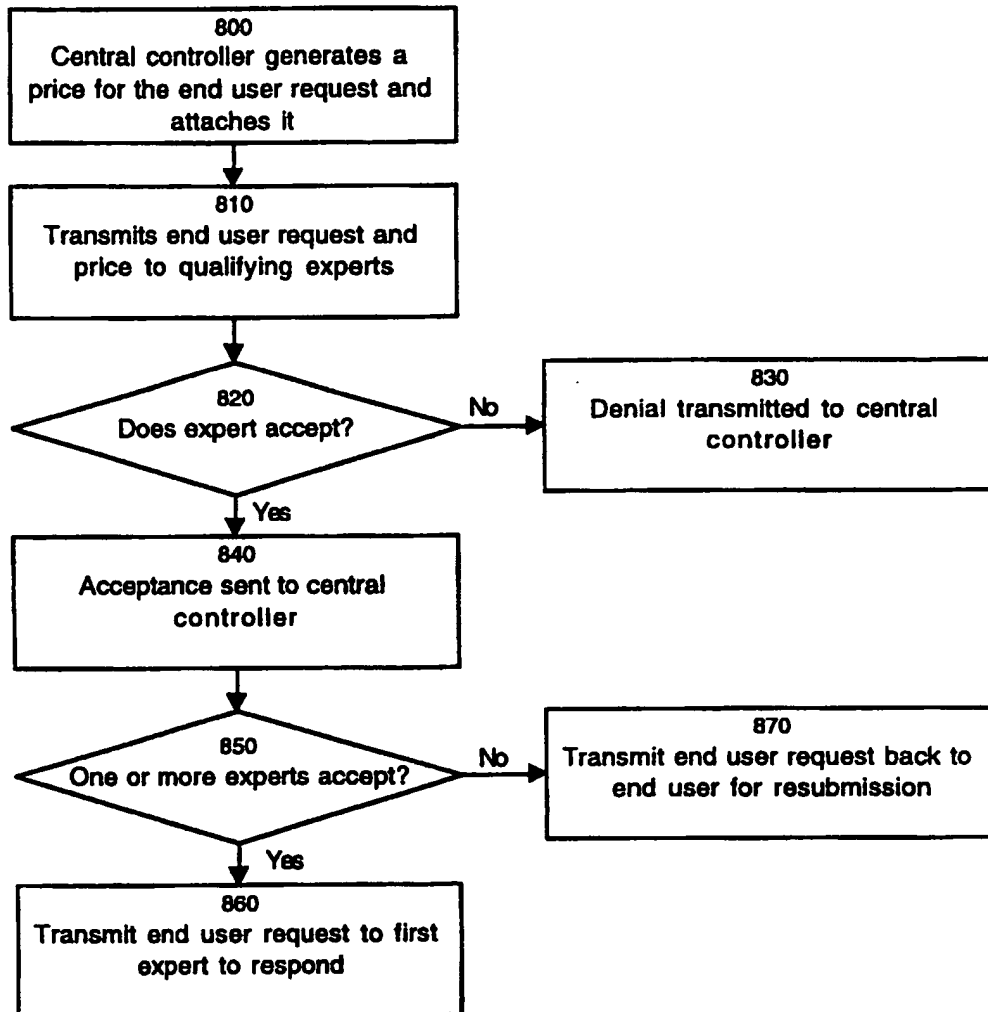 800
Central controller generates a
price for the end user request and
attaches it
810
Transmits end user request and
price to qualifying experts
820
Does expert accept?
No
830
Denial transmitted to central
controller
Yes
840
Acceptance sent to central
controller
850
One or more experts accept?
No
870
Transmit end user request back to
end user for resubmission
Yes
860
Transmit end user request to first
expert to respond